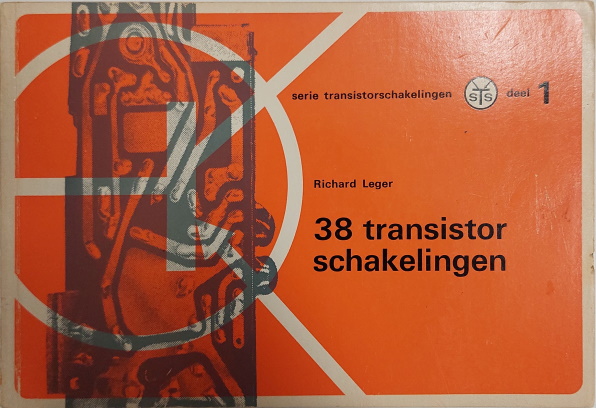 serie transistorschakelingen STS deel 1
Richard Leger
38 transistor
schakelingen